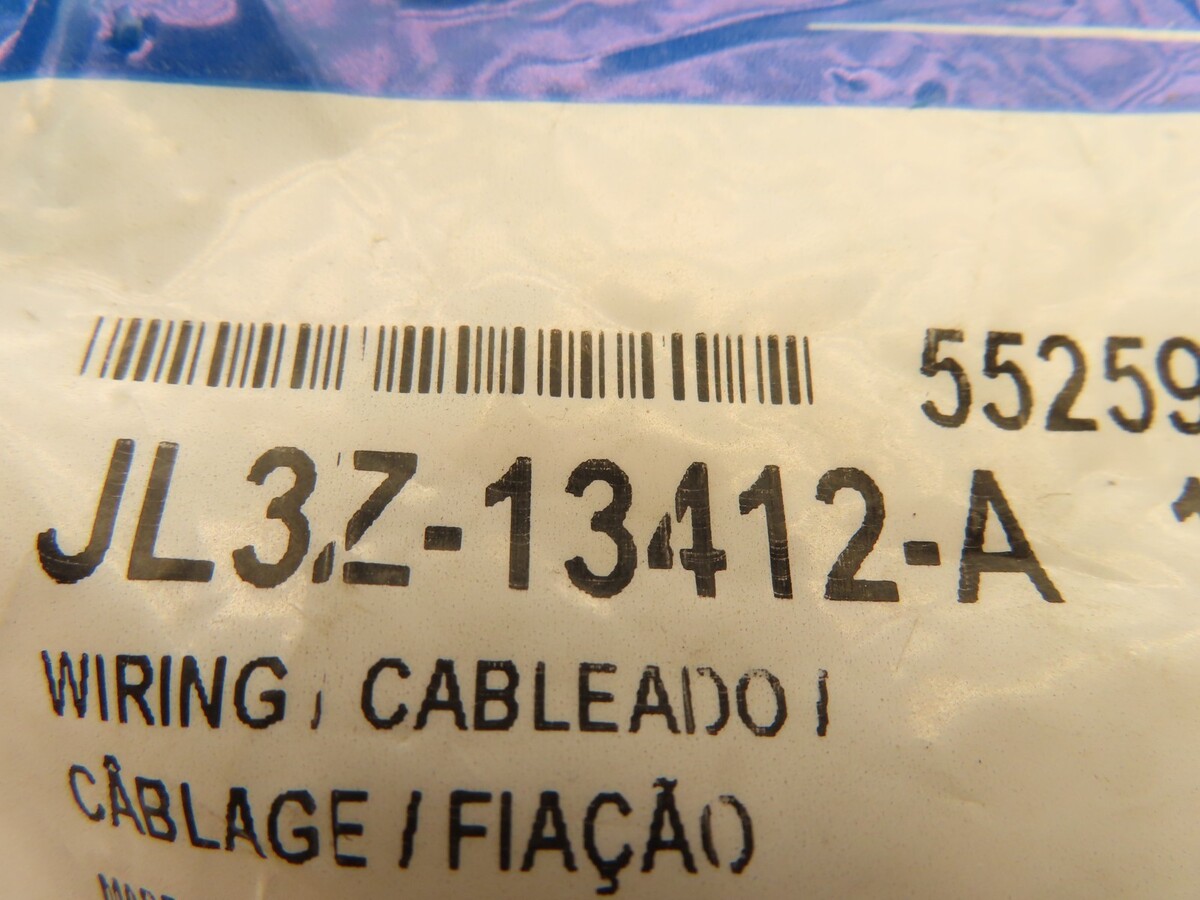 55259
JL3Z-13412-A
WIRING / CABLEADO /
CÂBLAGE / FIAÇÃO